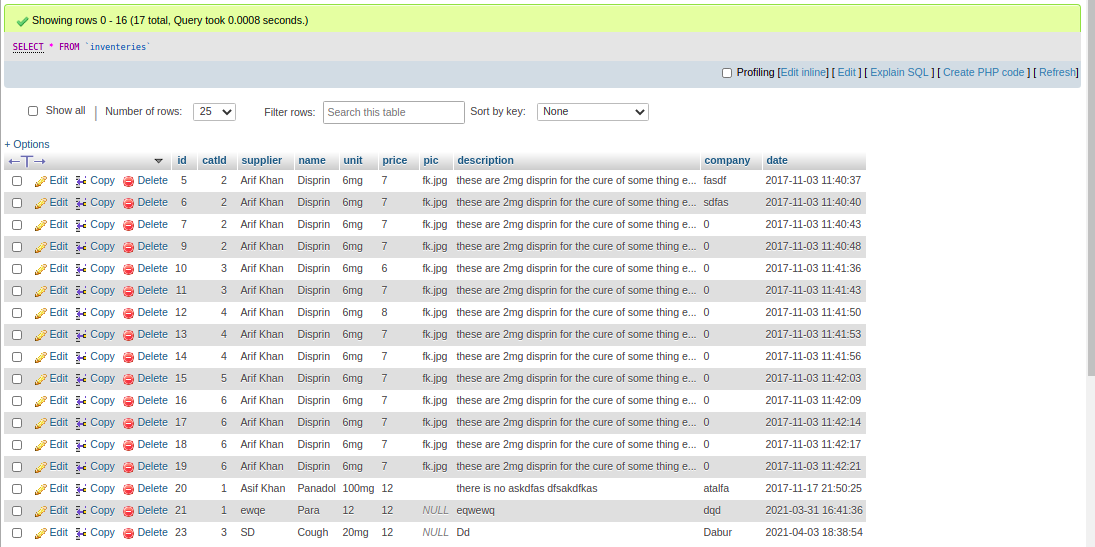 Showing rows 0 - 16 (17 total, Query took 0.0008 seconds.)
SELECT * FROM `inventeries`
Profiling [Edit inline] [ Edit ] [ Explain SQL ] [ Create PHP code ] [ Refresh]
Show all | Number of rows: 25 Filter rows: Search this table Sort by key: None
+ Options
←T→ id catId supplier name unit price pic description company date
Edit Copy Delete 5 2 Arif Khan Disprin 6mg 7 fk.jpg these are 2mg disprin for the cure of some thing e... fasdf 2017-11-03 11:40:37
Edit Copy Delete 6 2 Arif Khan Disprin 6mg 7 fk.jpg these are 2mg disprin for the cure of some thing e... sdfas 2017-11-03 11:40:40
Edit Copy Delete 7 2 Arif Khan Disprin 6mg 7 fk.jpg these are 2mg disprin for the cure of some thing e... 0 2017-11-03 11:40:43
Edit Copy Delete 9 2 Arif Khan Disprin 6mg 7 fk.jpg these are 2mg disprin for the cure of some thing e... 0 2017-11-03 11:40:48
Edit Copy Delete 10 3 Arif Khan Disprin 6mg 6 fk.jpg these are 2mg disprin for the cure of some thing e... 0 2017-11-03 11:41:36
Edit Copy Delete 11 3 Arif Khan Disprin 6mg 7 fk.jpg these are 2mg disprin for the cure of some thing e... 0 2017-11-03 11:41:43
Edit Copy Delete 12 4 Arif Khan Disprin 6mg 8 fk.jpg these are 2mg disprin for the cure of some thing e... 0 2017-11-03 11:41:50
Edit Copy Delete 13 4 Arif Khan Disprin 6mg 7 fk.jpg these are 2mg disprin for the cure of some thing e... 0 2017-11-03 11:41:53
Edit Copy Delete 14 4 Arif Khan Disprin 6mg 7 fk.jpg these are 2mg disprin for the cure of some thing e... 0 2017-11-03 11:41:56
Edit Copy Delete 15 5 Arif Khan Disprin 6mg 7 fk.jpg these are 2mg disprin for the cure of some thing e... 0 2017-11-03 11:42:03
Edit Copy Delete 16 6 Arif Khan Disprin 6mg 7 fk.jpg these are 2mg disprin for the cure of some thing e... 0 2017-11-03 11:42:09
Edit Copy Delete 17 6 Arif Khan Disprin 6mg 7 fk.jpg these are 2mg disprin for the cure of some thing e... 0 2017-11-03 11:42:14
Edit Copy Delete 18 6 Arif Khan Disprin 6mg 7 fk.jpg these are 2mg disprin for the cure of some thing e... 0 2017-11-03 11:42:17
Edit Copy Delete 19 6 Arif Khan Disprin 6mg 7 fk.jpg these are 2mg disprin for the cure of some thing e... 0 2017-11-03 11:42:21
Edit Copy Delete 20 1 Asif Khan Panadol 100mg 12 there is no askdfas dfsakdfkas atalfa 2017-11-17 21:50:25
Edit Copy Delete 21 1 ewqe Para 12 12 NULL eqwewq dqd 2021-03-31 16:41:36
Edit Copy Delete 23 3 SD Cough 20mg 12 NULL Dd Dabur 2021-04-03 18:38:54